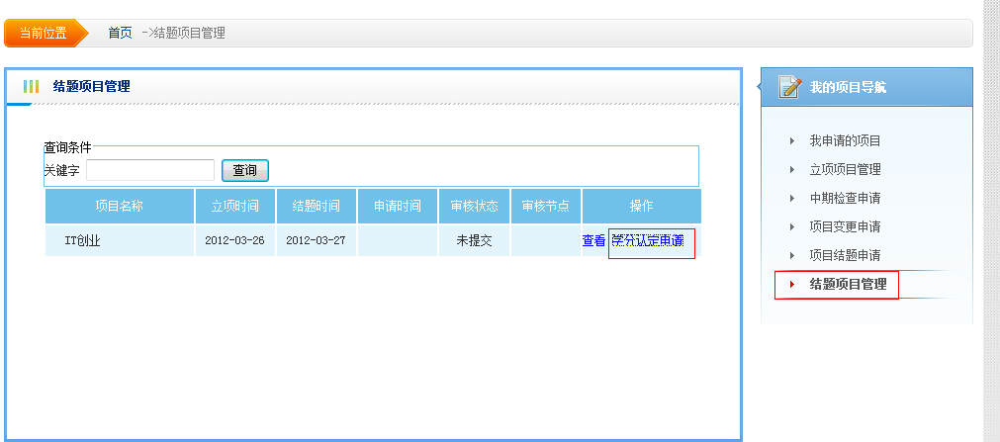 当前位置 首页 ->结题项目管理
结题项目管理
查询条件
关键字 查询
项目名称 立项时间 结题时间 申请时间 审核状态 审核节点 操作
IT创业 2012-03-26 2012-03-27 未提交 查看 学分认定申请
我的项目导航
我申请的项目
立项项目管理
中期检查申请
项目变更申请
项目结题申请
结题项目管理